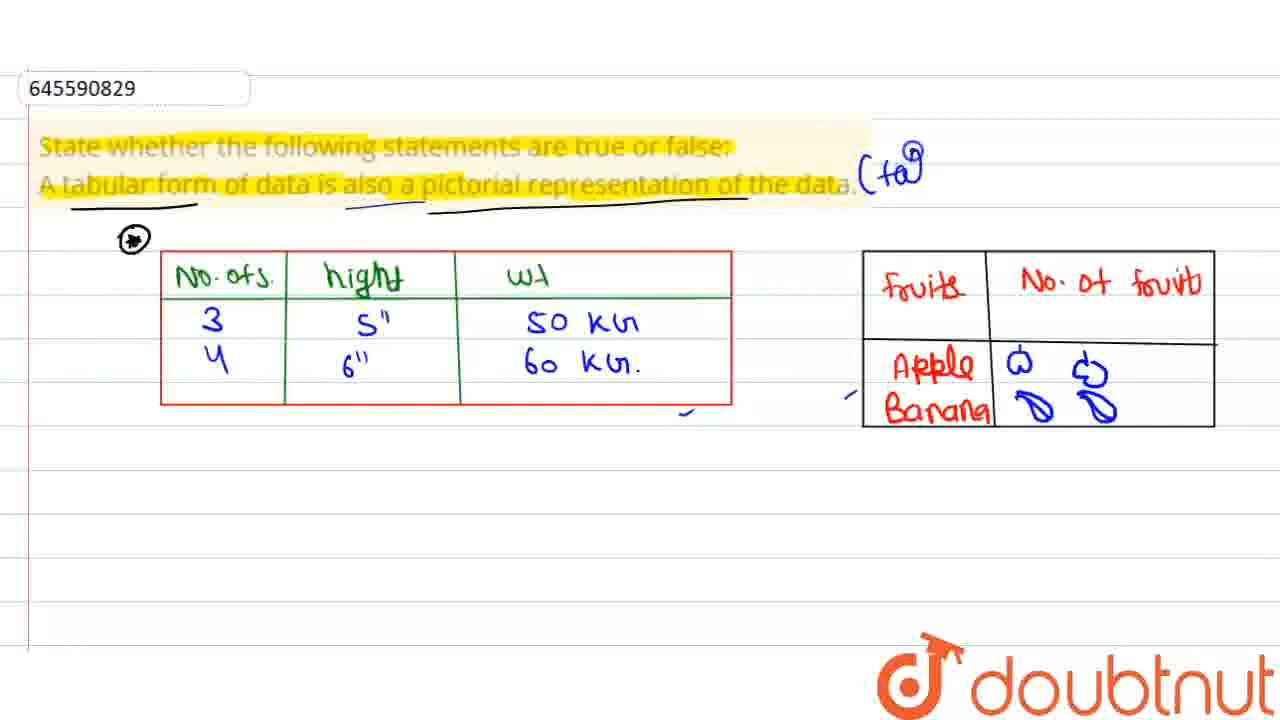 645590829
State whether the following statements are true or false:
A tabular form of data is also a pictorial representation of the data.
No. of s. hight wt
3 5" 50 KG
4 6" 60 KG.
Fruits No. of fruit
Apple
Banana
doubtnut